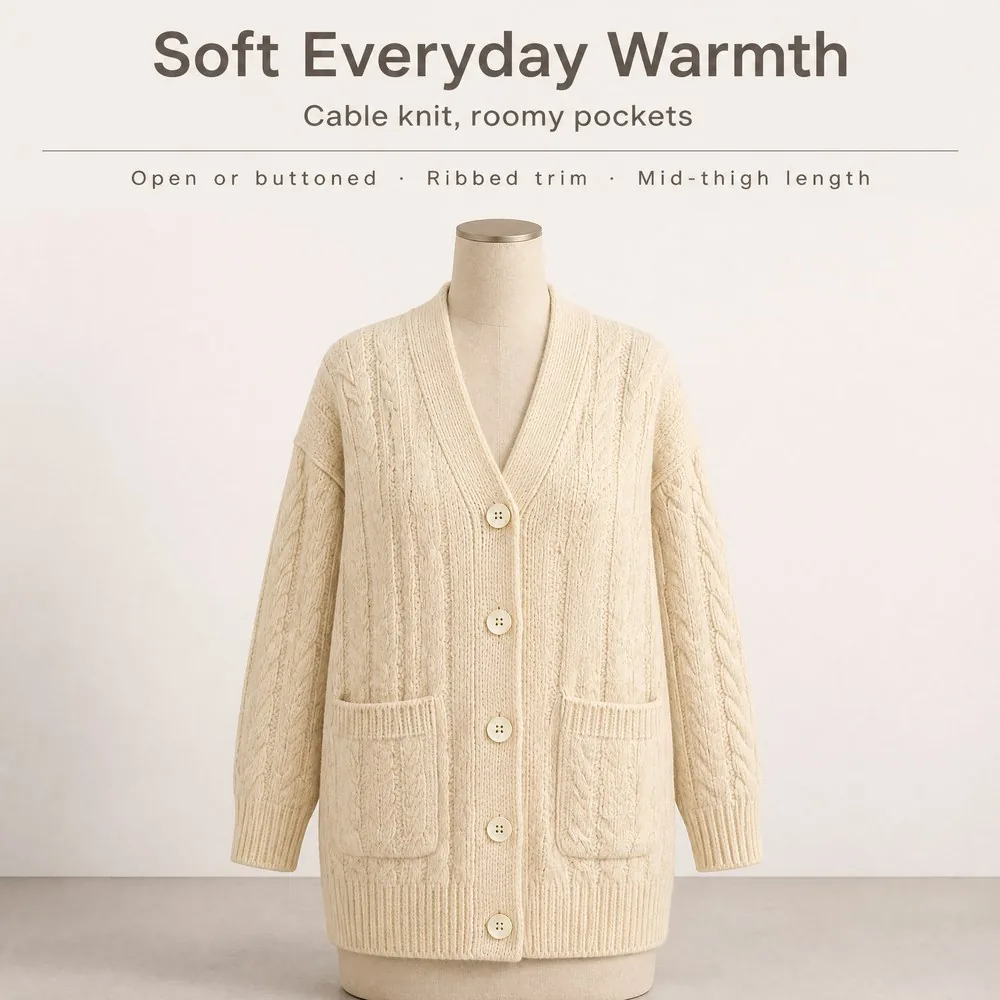 Soft Everyday Warmth
Cable knit, roomy pockets
Open or buttoned · Ribbed trim · Mid-thigh length